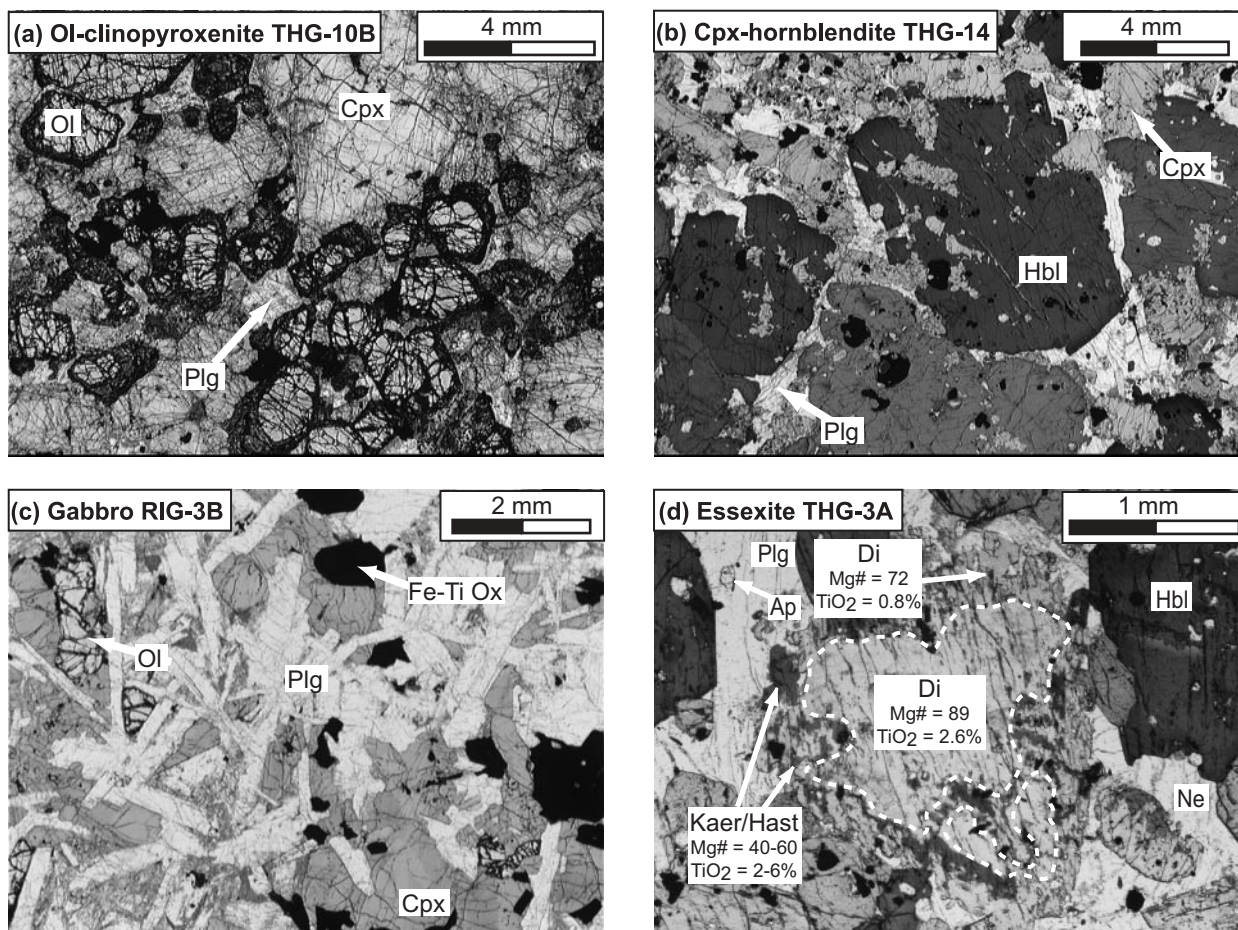 (a) Ol-clinopyroxenite THG-10B
4 mm
Ol
Cpx
Plg
(b) Cpx-hornblendite THG-14
4 mm
Cpx
Hbl
Plg
(c) Gabbro RIG-3B
2 mm
Fe-Ti Ox
Ol
Plg
Cpx
(d) Essexite THG-3A
1 mm
Plg
Di
Mg# = 72
TiO₂ = 0.8%
Ap
Hbl
Di
Mg# = 89
TiO₂ = 2.6%
Ne
Kaer/Hast
Mg# = 40-60
TiO₂ = 2-6%